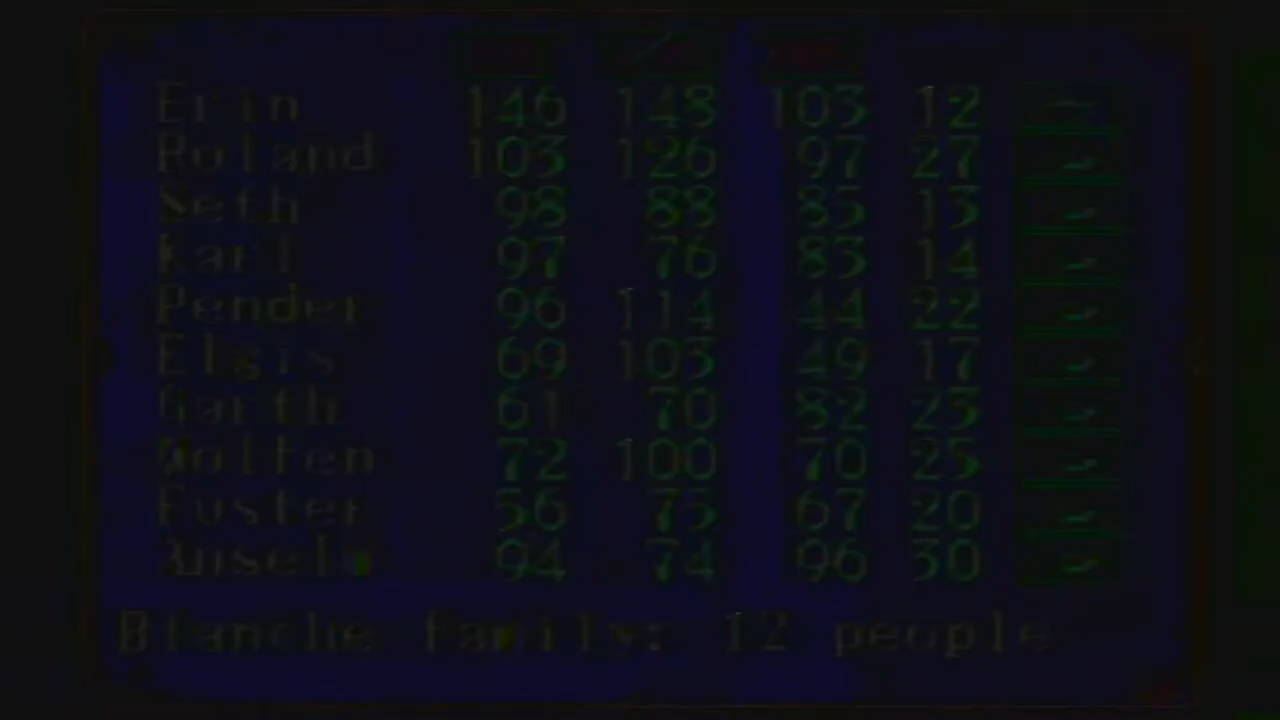 Erin 146 148 103 12
Roland 103 126 97 27
Seth 98 88 85 13
Karl 97 76 83 14
Pender 96 114 44 22
Elgis 69 103 49 17
Garth 61 70 82 23
72 100 70 25
Fuster 56 75 67 20
Anselm 94 74 96 30
Blanche family: 12 people